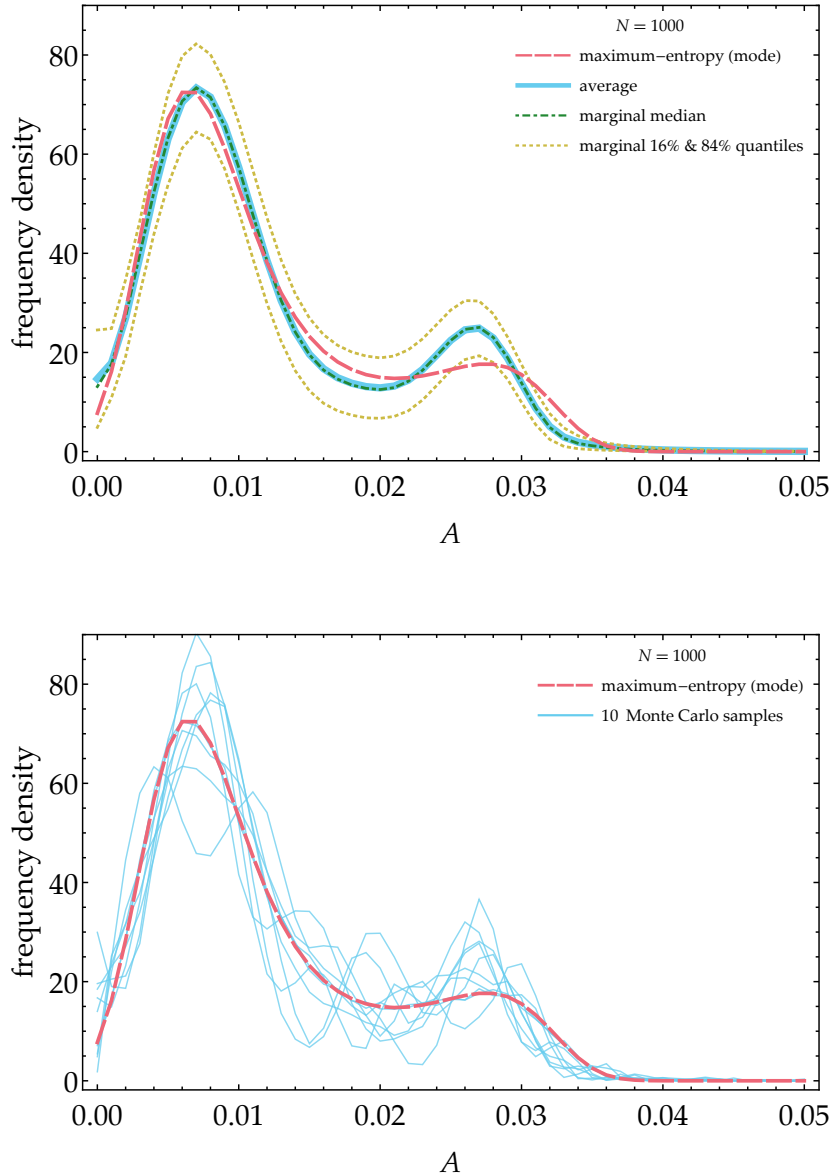 N = 1000
maximum−entropy (mode)
average
marginal median
marginal 16% & 84% quantiles
frequency density
80
60
40
20
0
0.00 0.01 0.02 0.03 0.04 0.05
A
N = 1000
maximum−entropy (mode)
10 Monte Carlo samples
frequency density
80
60
40
20
0
0.00 0.01 0.02 0.03 0.04 0.05
A